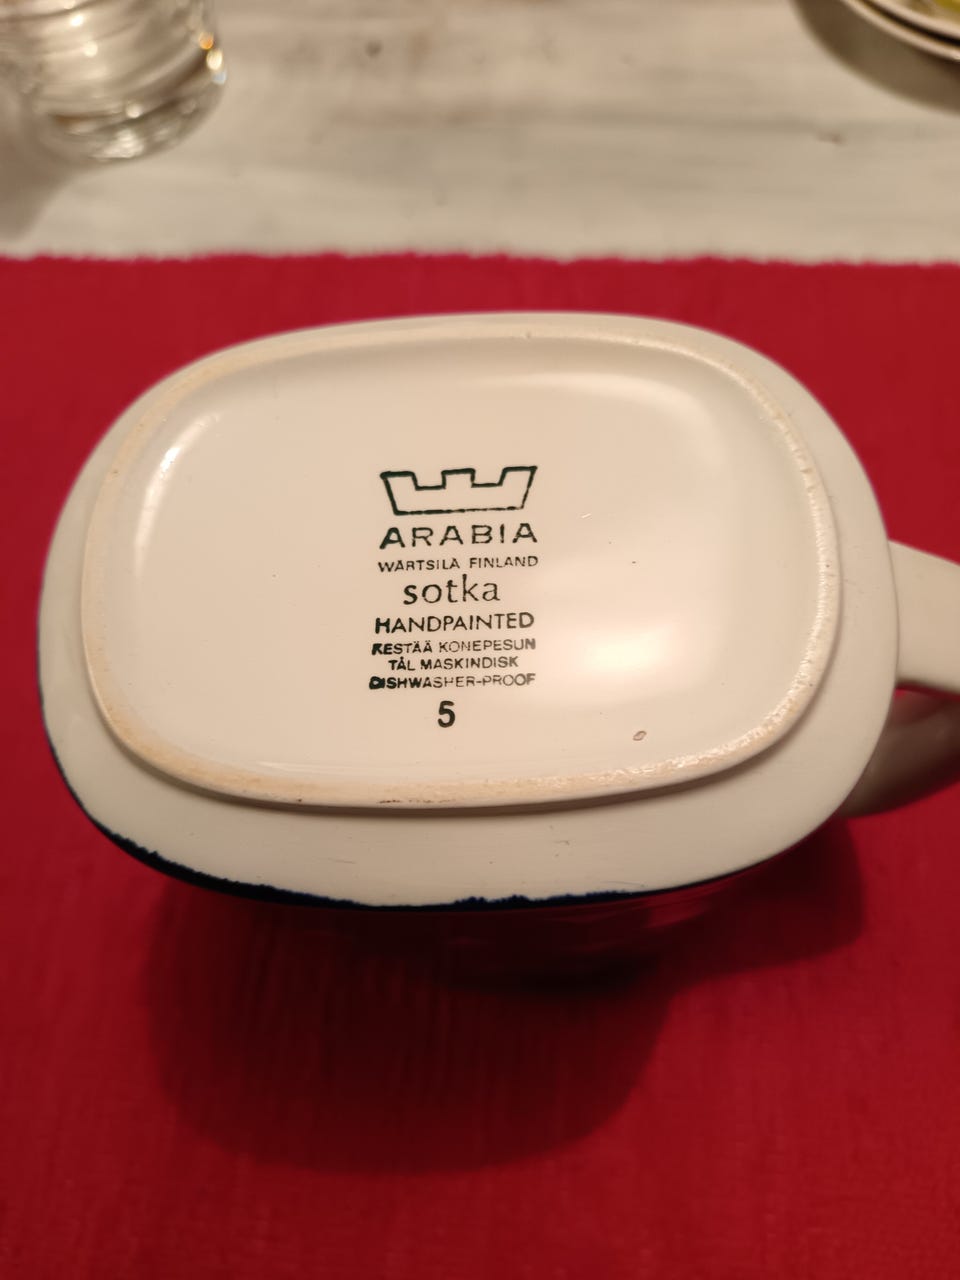 ARABIA
WÄRTSILÄ FINLAND
sotka
HANDPAINTED
KESTÄÄ KONEPESUN
TÅL MASKINDISK
DISHWASHER-PROOF
5